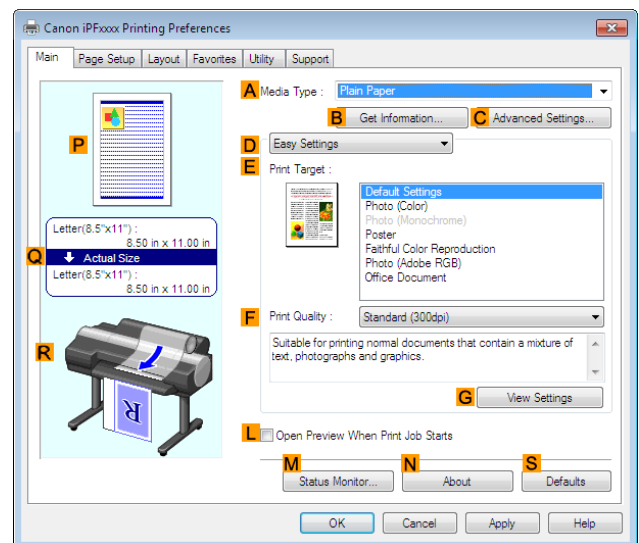 Canon iPFxxxx Printing Preferences
Main Page Setup Layout Favorites Utility Support
A Media Type : Plain Paper
B Get Information... C Advanced Settings...
P
D Easy Settings
E Print Target :
Default Settings
Photo (Color)
Photo (Monochrome)
Poster
Faithful Color Reproduction
Photo (Adobe RGB)
Office Document
Letter(8.5"x11") :
8.50 in x 11.00 in
Q Actual Size
Letter(8.5"x11") :
8.50 in x 11.00 in
F Print Quality : Standard (300dpi)
Suitable for printing normal documents that contain a mixture of
text, photographs and graphics.
R
R
G View Settings
L Open Preview When Print Job Starts
M Status Monitor... N About S Defaults
OK Cancel Apply Help